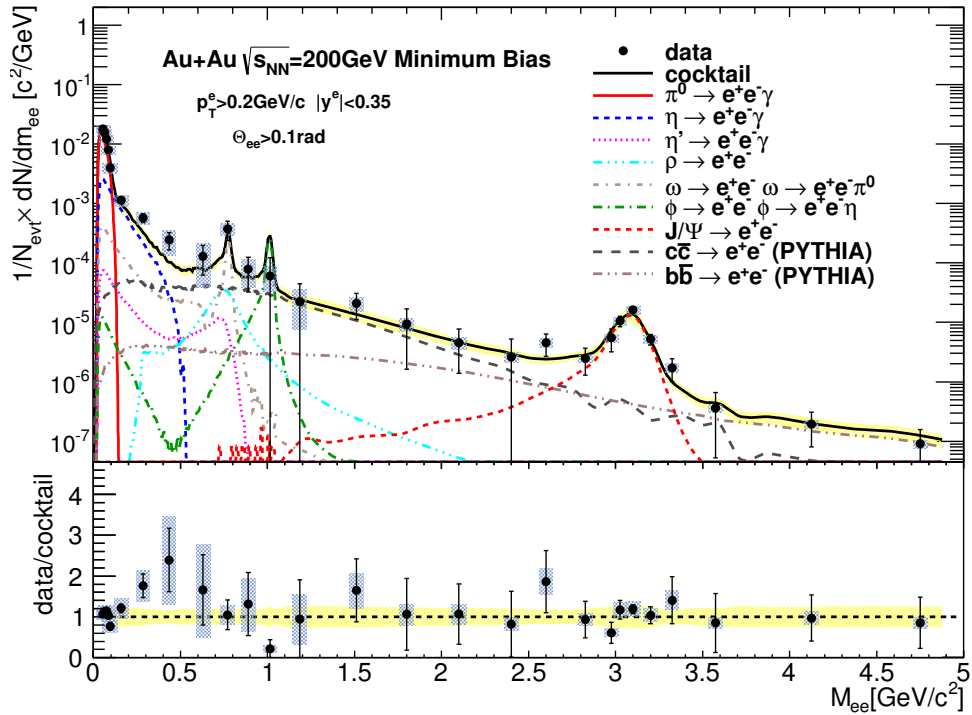 Au+Au √s_NN=200GeV Minimum Bias
p_T^e>0.2GeV/c |y^e|<0.35
Θ_ee>0.1rad
data
cocktail
π⁰ → e⁺e⁻γ
η → e⁺e⁻γ
η' → e⁺e⁻γ
ρ → e⁺e⁻
ω → e⁺e⁻ ω → e⁺e⁻π⁰
ϕ → e⁺e⁻ ϕ → e⁺e⁻η
J/Ψ → e⁺e⁻
cc̅ → e⁺e⁻ (PYTHIA)
bb̅ → e⁺e⁻ (PYTHIA)
1/N_evt × dN/dm_ee [c²/GeV]
1
10⁻¹
10⁻²
10⁻³
10⁻⁴
10⁻⁵
10⁻⁶
10⁻⁷
data/cocktail
4
3
2
1
0
0 0.5 1 1.5 2 2.5 3 3.5 4 4.5 5
M_ee[GeV/c²]